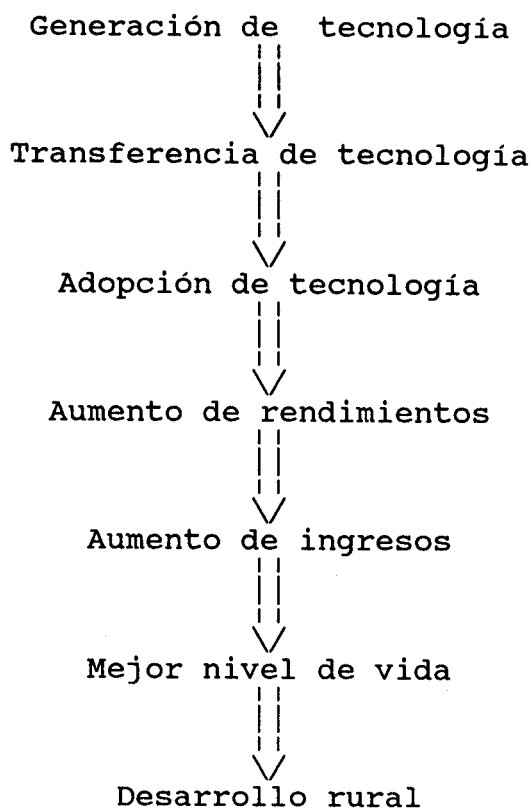 Generación de tecnología
Transferencia de tecnología
Adopción de tecnología
Aumento de rendimientos
Aumento de ingresos
Mejor nivel de vida
Desarrollo rural